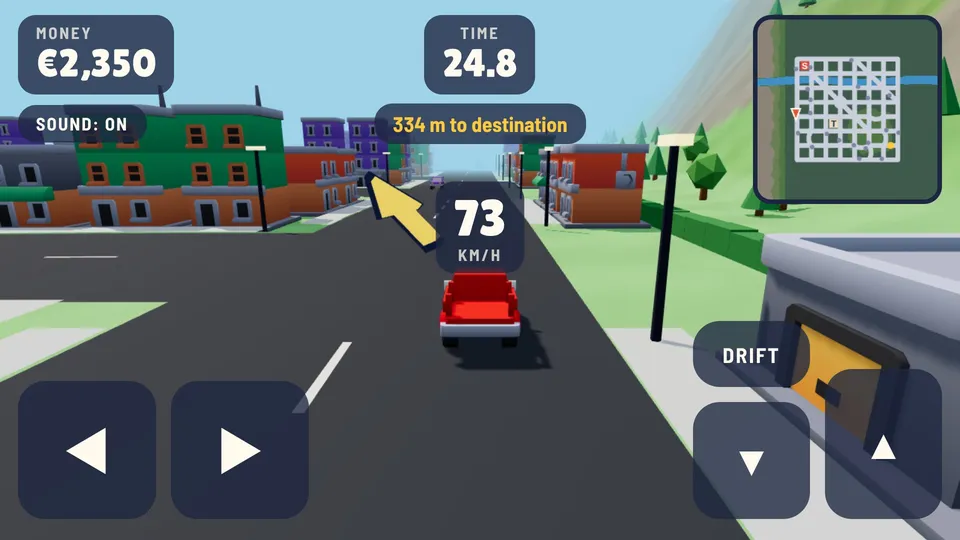 MONEY
€2,350
TIME
24.8
SOUND: ON
334 m to destination
S
T
73
KM/H
DRIFT